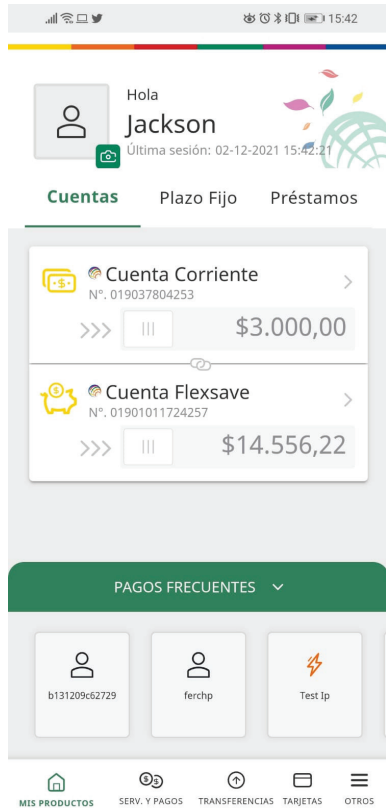 15:42
Hola
Jackson
Última sesión: 02-12-2021 15:42:21
Cuentas Plazo Fijo Préstamos
Cuenta Corriente
N°. 019037804253
$3.000,00
Cuenta Flexsave
N°. 01901011724257
$14.556,22
PAGOS FRECUENTES
b131209c62729 ferchp Test Ip
MIS PRODUCTOS SERV. Y PAGOS TRANSFERENCIAS TARJETAS OTROS